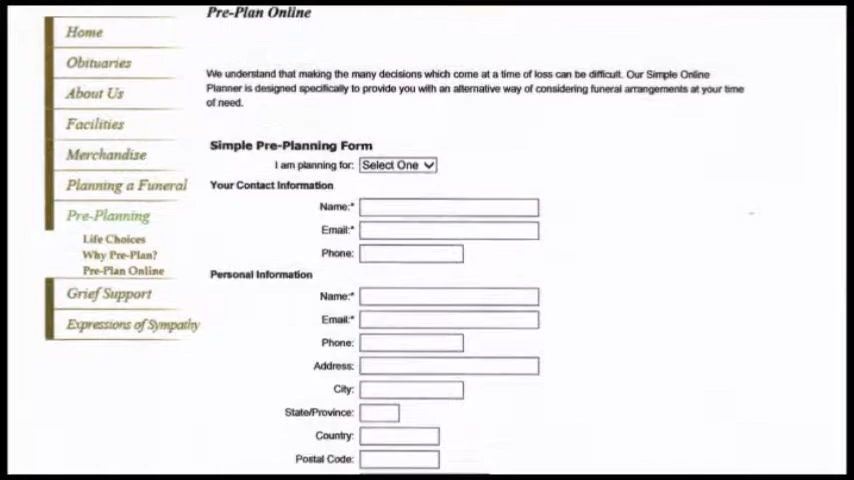 Pre-Plan Online
Home
Obituaries
About Us
Facilities
Merchandise
Planning a Funeral
Pre-Planning
Life Choices
Why Pre-Plan?
Pre-Plan Online
Grief Support
Expressions of Sympathy
We understand that making the many decisions which come at a time of loss can be difficult. Our Simple Online
Planner is designed specifically to provide you with an alternative way of considering funeral arrangements at your time
of need.
Simple Pre-Planning Form
I am planning for: Select One
Your Contact Information
Name:*
Email:*
Phone:
Personal Information
Name:*
Email:*
Phone:
Address:
City:
State/Province:
Country:
Postal Code: